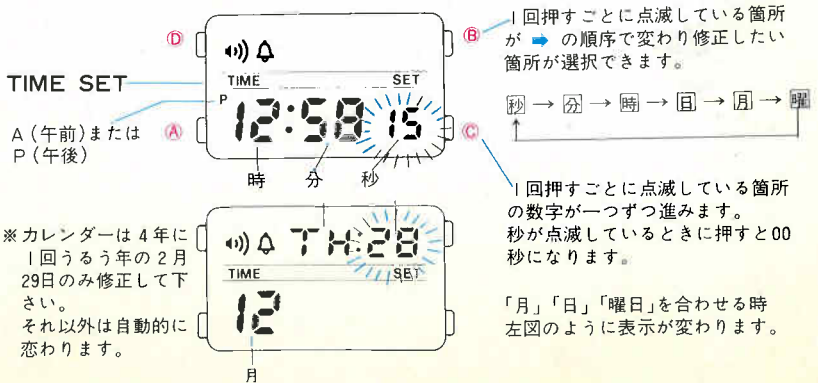 Ⓓ
TIME SET
P
TIME SET
12:58 15
A(午前)または
P(午後)
Ⓐ
時 分 秒
Ⓑ
1回押すごとに点滅している箇所
が ➡ の順序で変わり修正したい
箇所が選択できます。
秒 → 分 → 時 → 日 → 月 → 曜
Ⓒ
1回押すごとに点滅している箇所
の数字が一つずつ進みます。
秒が点滅しているときに押すと00
秒になります。
※カレンダーは4年に
1回うるう年の2月
29日のみ修正して下
さい。
それ以外は自動的に
恋わります。
TH:28
TIME SET
12
月
「月」「日」「曜日」を合わせる時
左図のように表示が変わります。